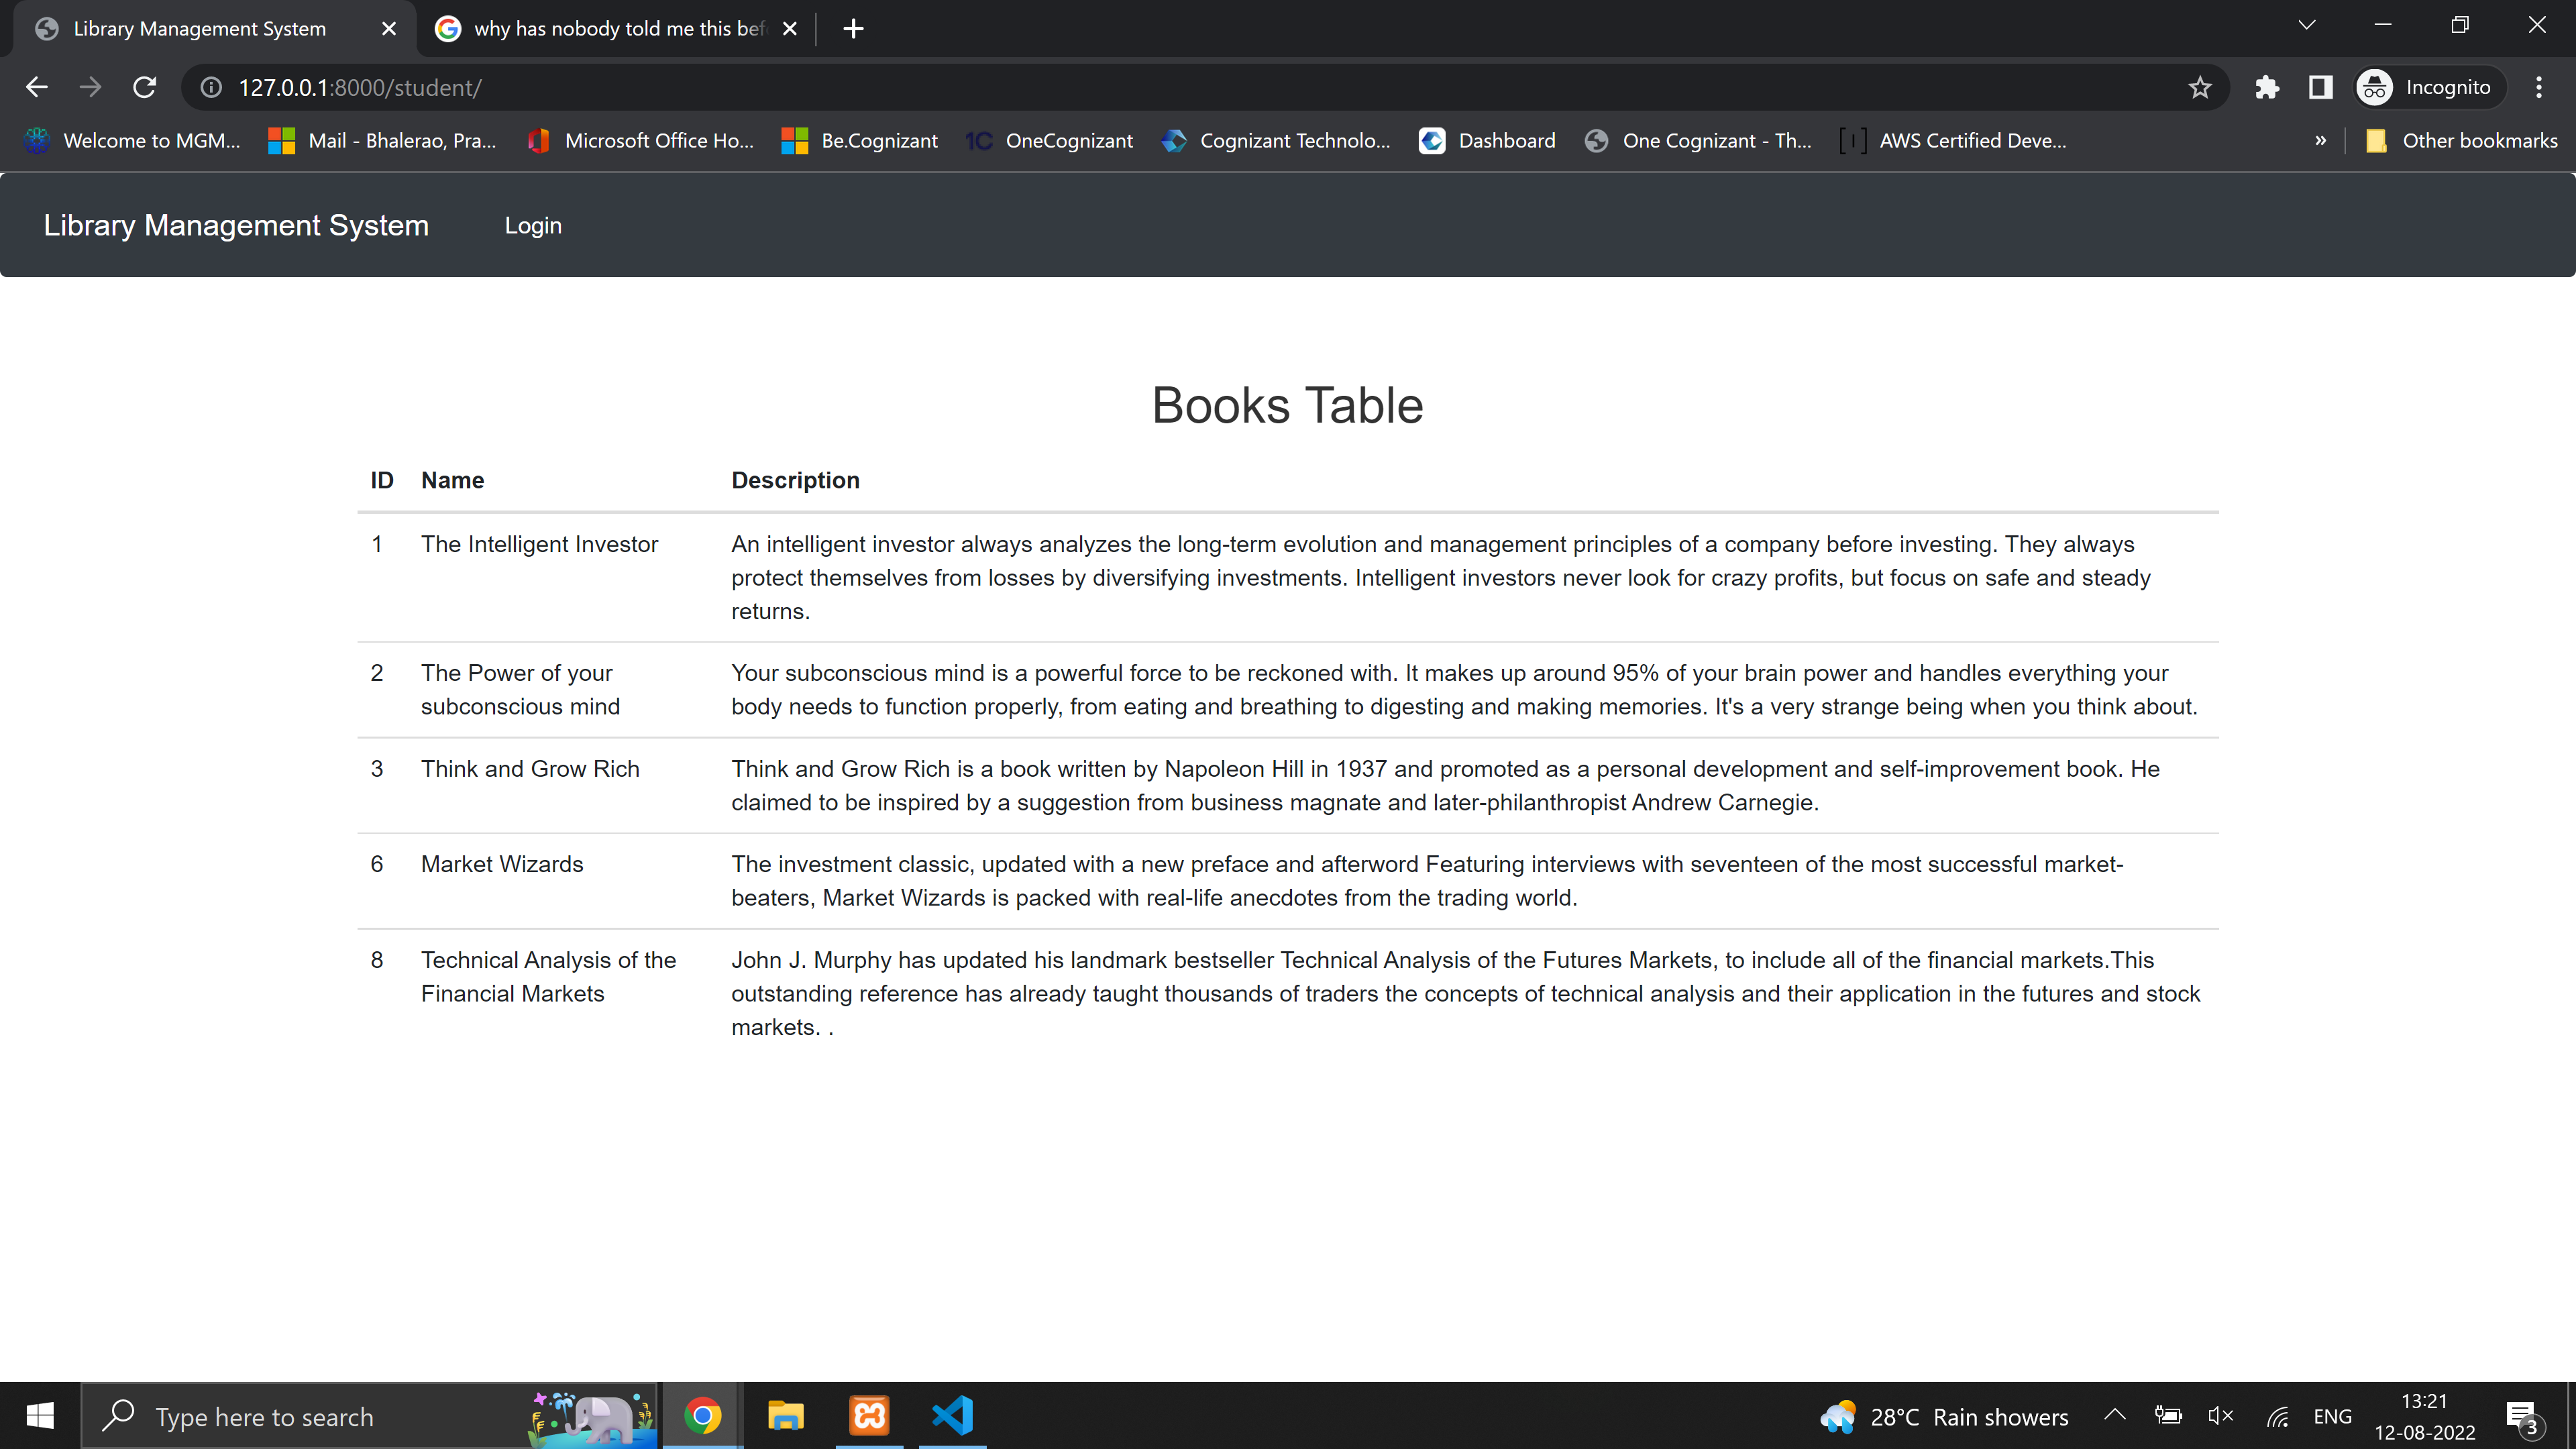 Library Management System
why has nobody told me this bef
127.0.0.1:8000/student/
Incognito
Welcome to MGM...
Mail - Bhalerao, Pra...
Microsoft Office Ho...
Be.Cognizant
1C OneCognizant
Cognizant Technolo...
Dashboard
One Cognizant - Th...
AWS Certified Deve...
»
Other bookmarks
Library Management System
Login
Books Table
ID Name Description
1 The Intelligent Investor An intelligent investor always analyzes the long-term evolution and management principles of a company before investing. They always
protect themselves from losses by diversifying investments. Intelligent investors never look for crazy profits, but focus on safe and steady
returns.
2 The Power of your Your subconscious mind is a powerful force to be reckoned with. It makes up around 95% of your brain power and handles everything your
subconscious mind body needs to function properly, from eating and breathing to digesting and making memories. It's a very strange being when you think about.
3 Think and Grow Rich Think and Grow Rich is a book written by Napoleon Hill in 1937 and promoted as a personal development and self-improvement book. He
claimed to be inspired by a suggestion from business magnate and later-philanthropist Andrew Carnegie.
6 Market Wizards The investment classic, updated with a new preface and afterword Featuring interviews with seventeen of the most successful market-
beaters, Market Wizards is packed with real-life anecdotes from the trading world.
8 Technical Analysis of the John J. Murphy has updated his landmark bestseller Technical Analysis of the Futures Markets, to include all of the financial markets.This
Financial Markets outstanding reference has already taught thousands of traders the concepts of technical analysis and their application in the futures and stock
markets. .
Type here to search
28°C Rain showers
ENG
13:21
12-08-2022
3